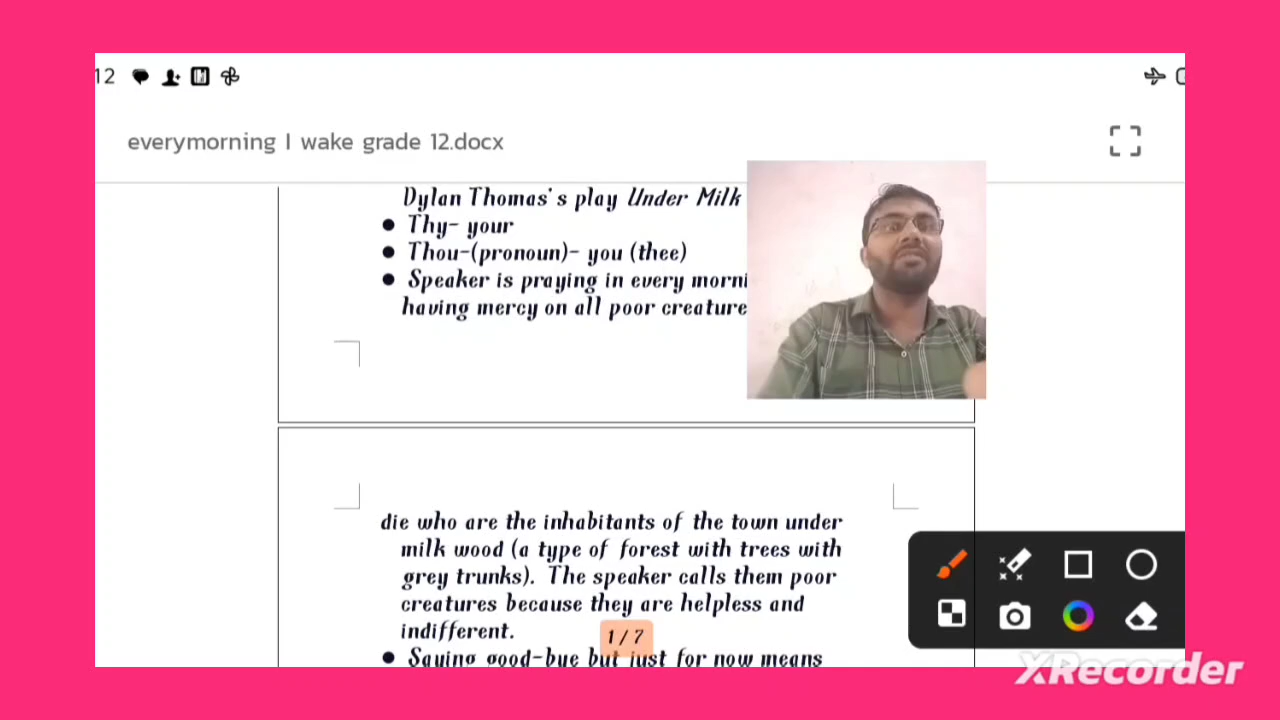 12
everymorning I wake grade 12.docx
Dylan Thomas's play Under Milk
Thy- your
Thou-(pronoun)- you (thee)
Speaker is praying in every morni
having mercy on all poor creature
die who are the inhabitants of the town under
milk wood (a type of forest with trees with
grey trunks). The speaker calls them poor
creatures because they are helpless and
indifferent.
1 / 7
Saying good-bye but just for now means
XRecorder